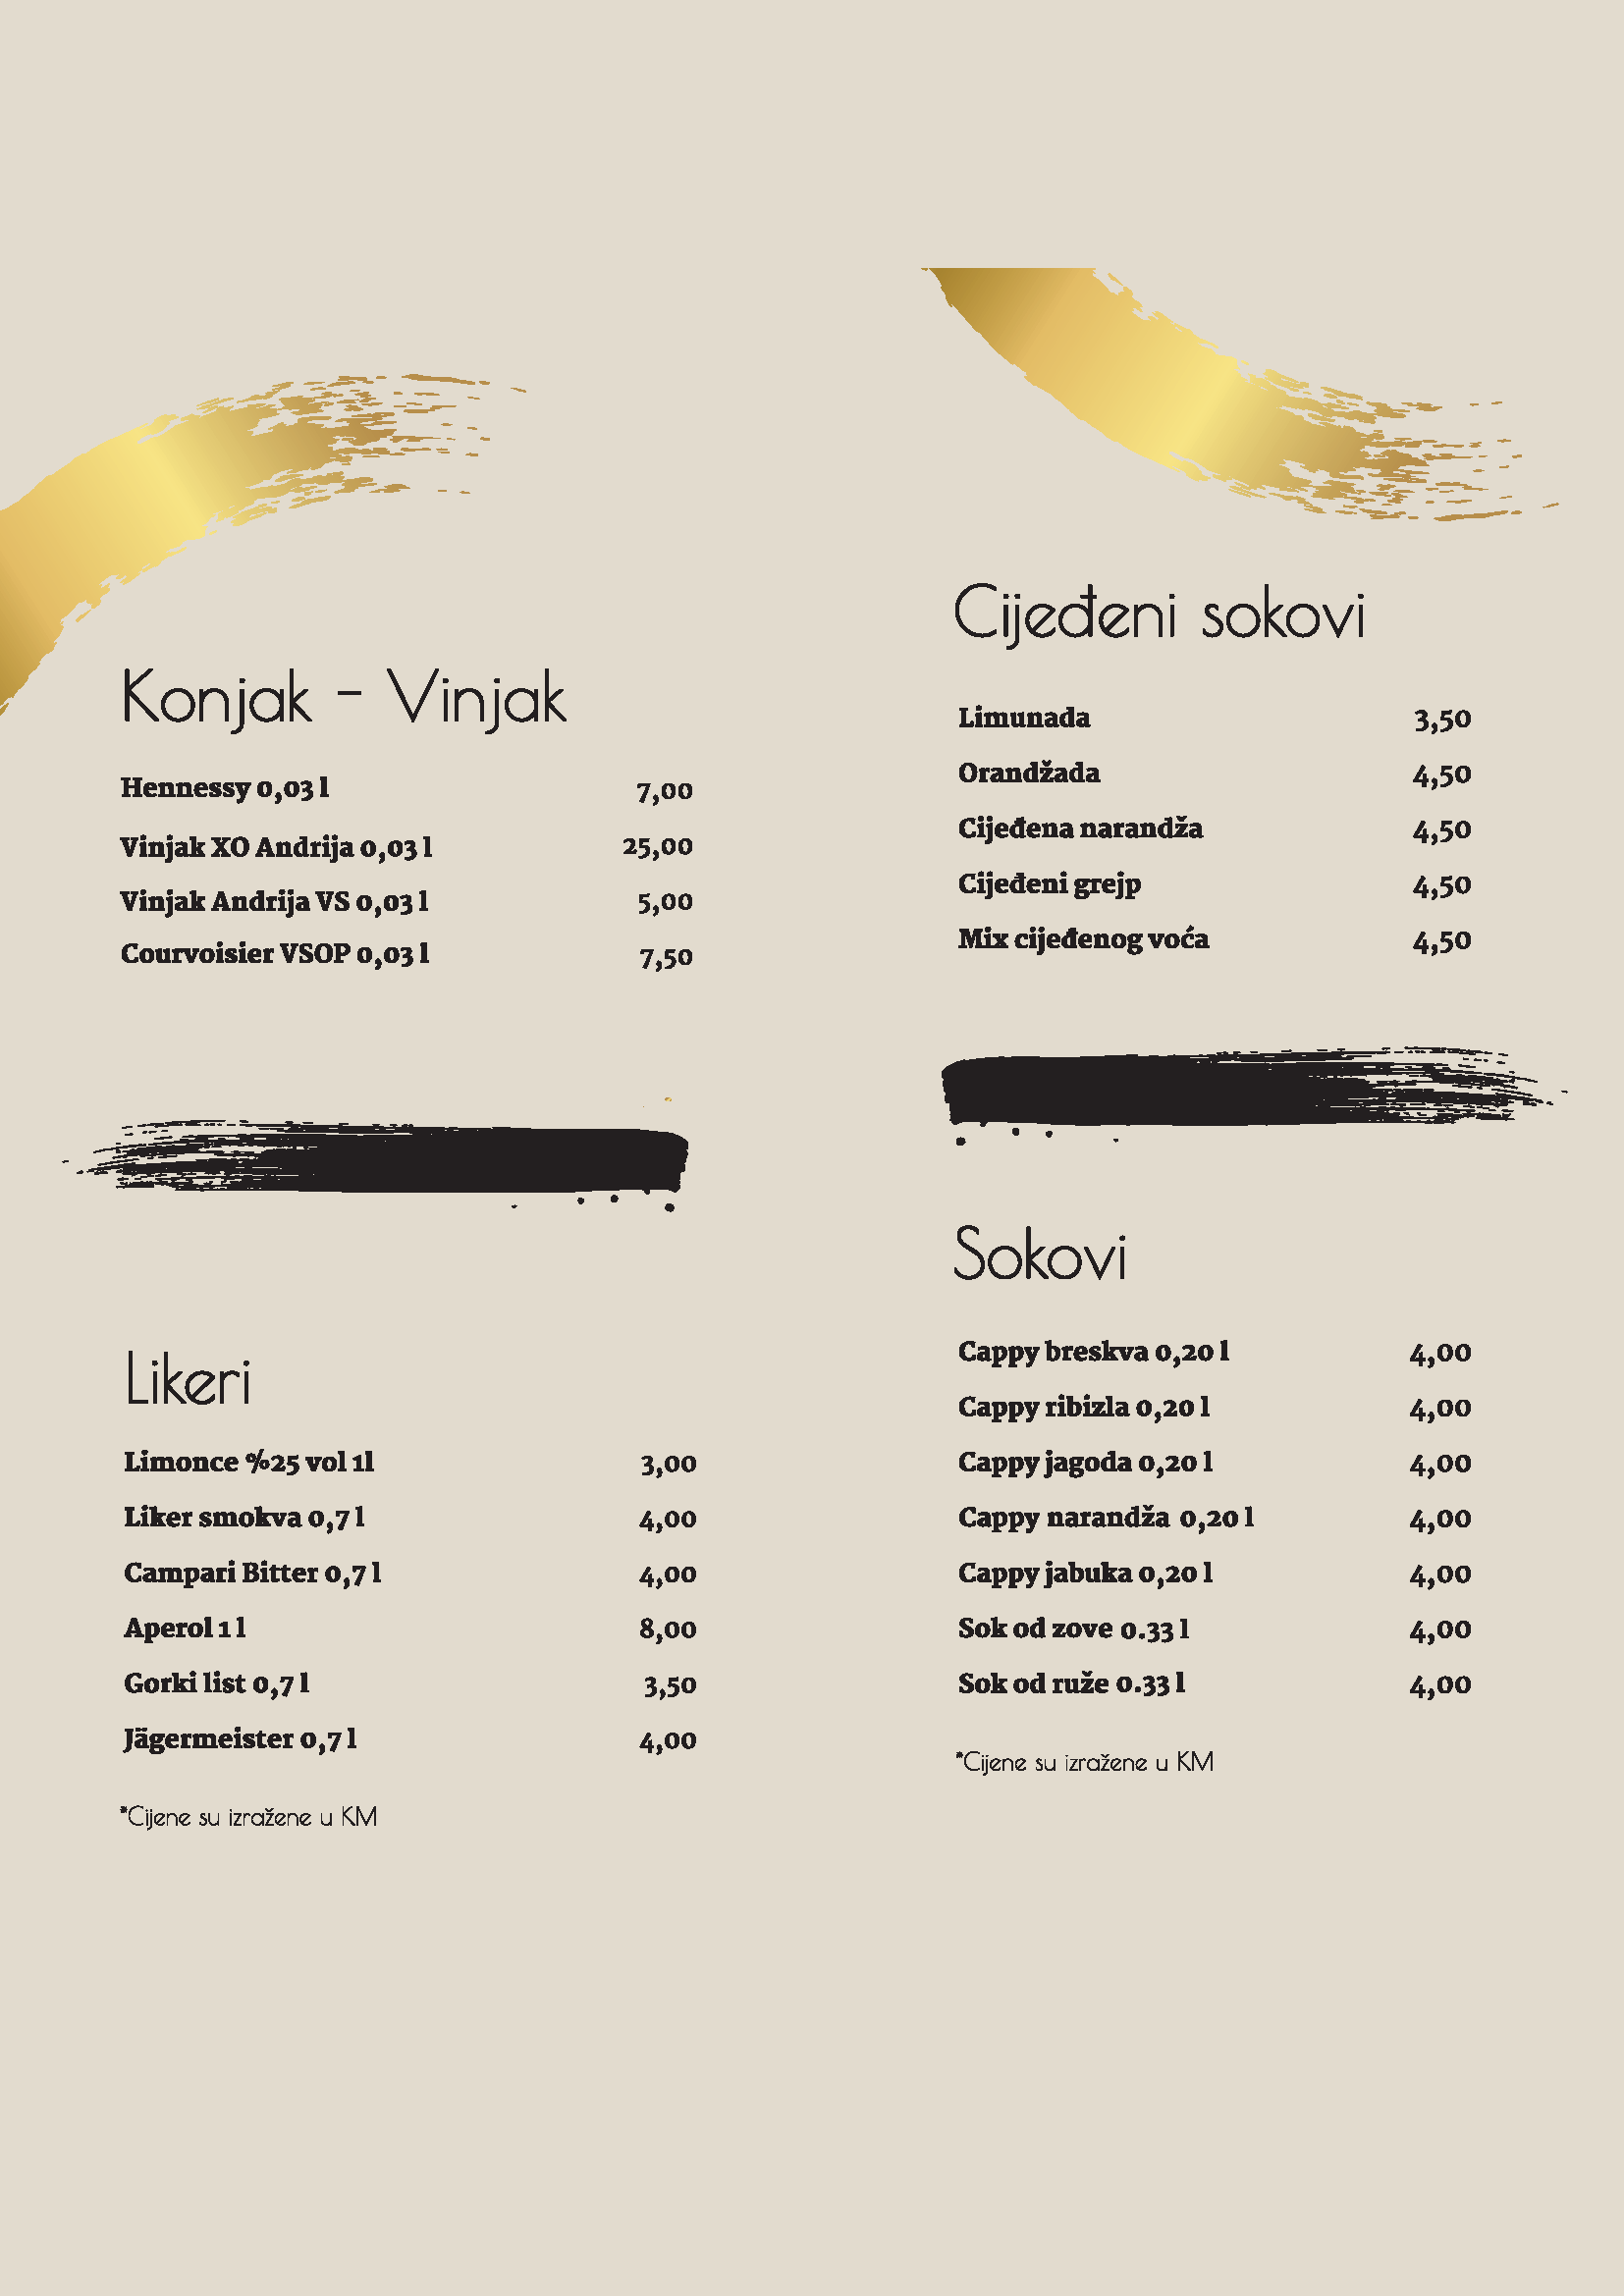 Konjak - Vinjak
Hennessy 0,03 l 7,00
Vinjak XO Andrija 0,03 l 25,00
Vinjak Andrija VS 0,03 l 5,00
Courvoisier VSOP 0,03 l 7,50
Likeri
Limonce %25 vol 1l 3,00
Liker smokva 0,7 l 4,00
Campari Bitter 0,7 l 4,00
Aperol 1 l 8,00
Gorki list 0,7 l 3,50
Jägermeister 0,7 l 4,00
*Cijene su izražene u KM
Cijeđeni sokovi
Limunada 3,50
Orandžada 4,50
Cijeđena narandža 4,50
Cijeđeni grejp 4,50
Mix cijeđenog voća 4,50
Sokovi
Cappy breskva 0,20 l 4,00
Cappy ribizla 0,20 l 4,00
Cappy jagoda 0,20 l 4,00
Cappy narandža 0,20 l 4,00
Cappy jabuka 0,20 l 4,00
Sok od zove 0.33 l 4,00
Sok od ruže 0.33 l 4,00
*Cijene su izražene u KM